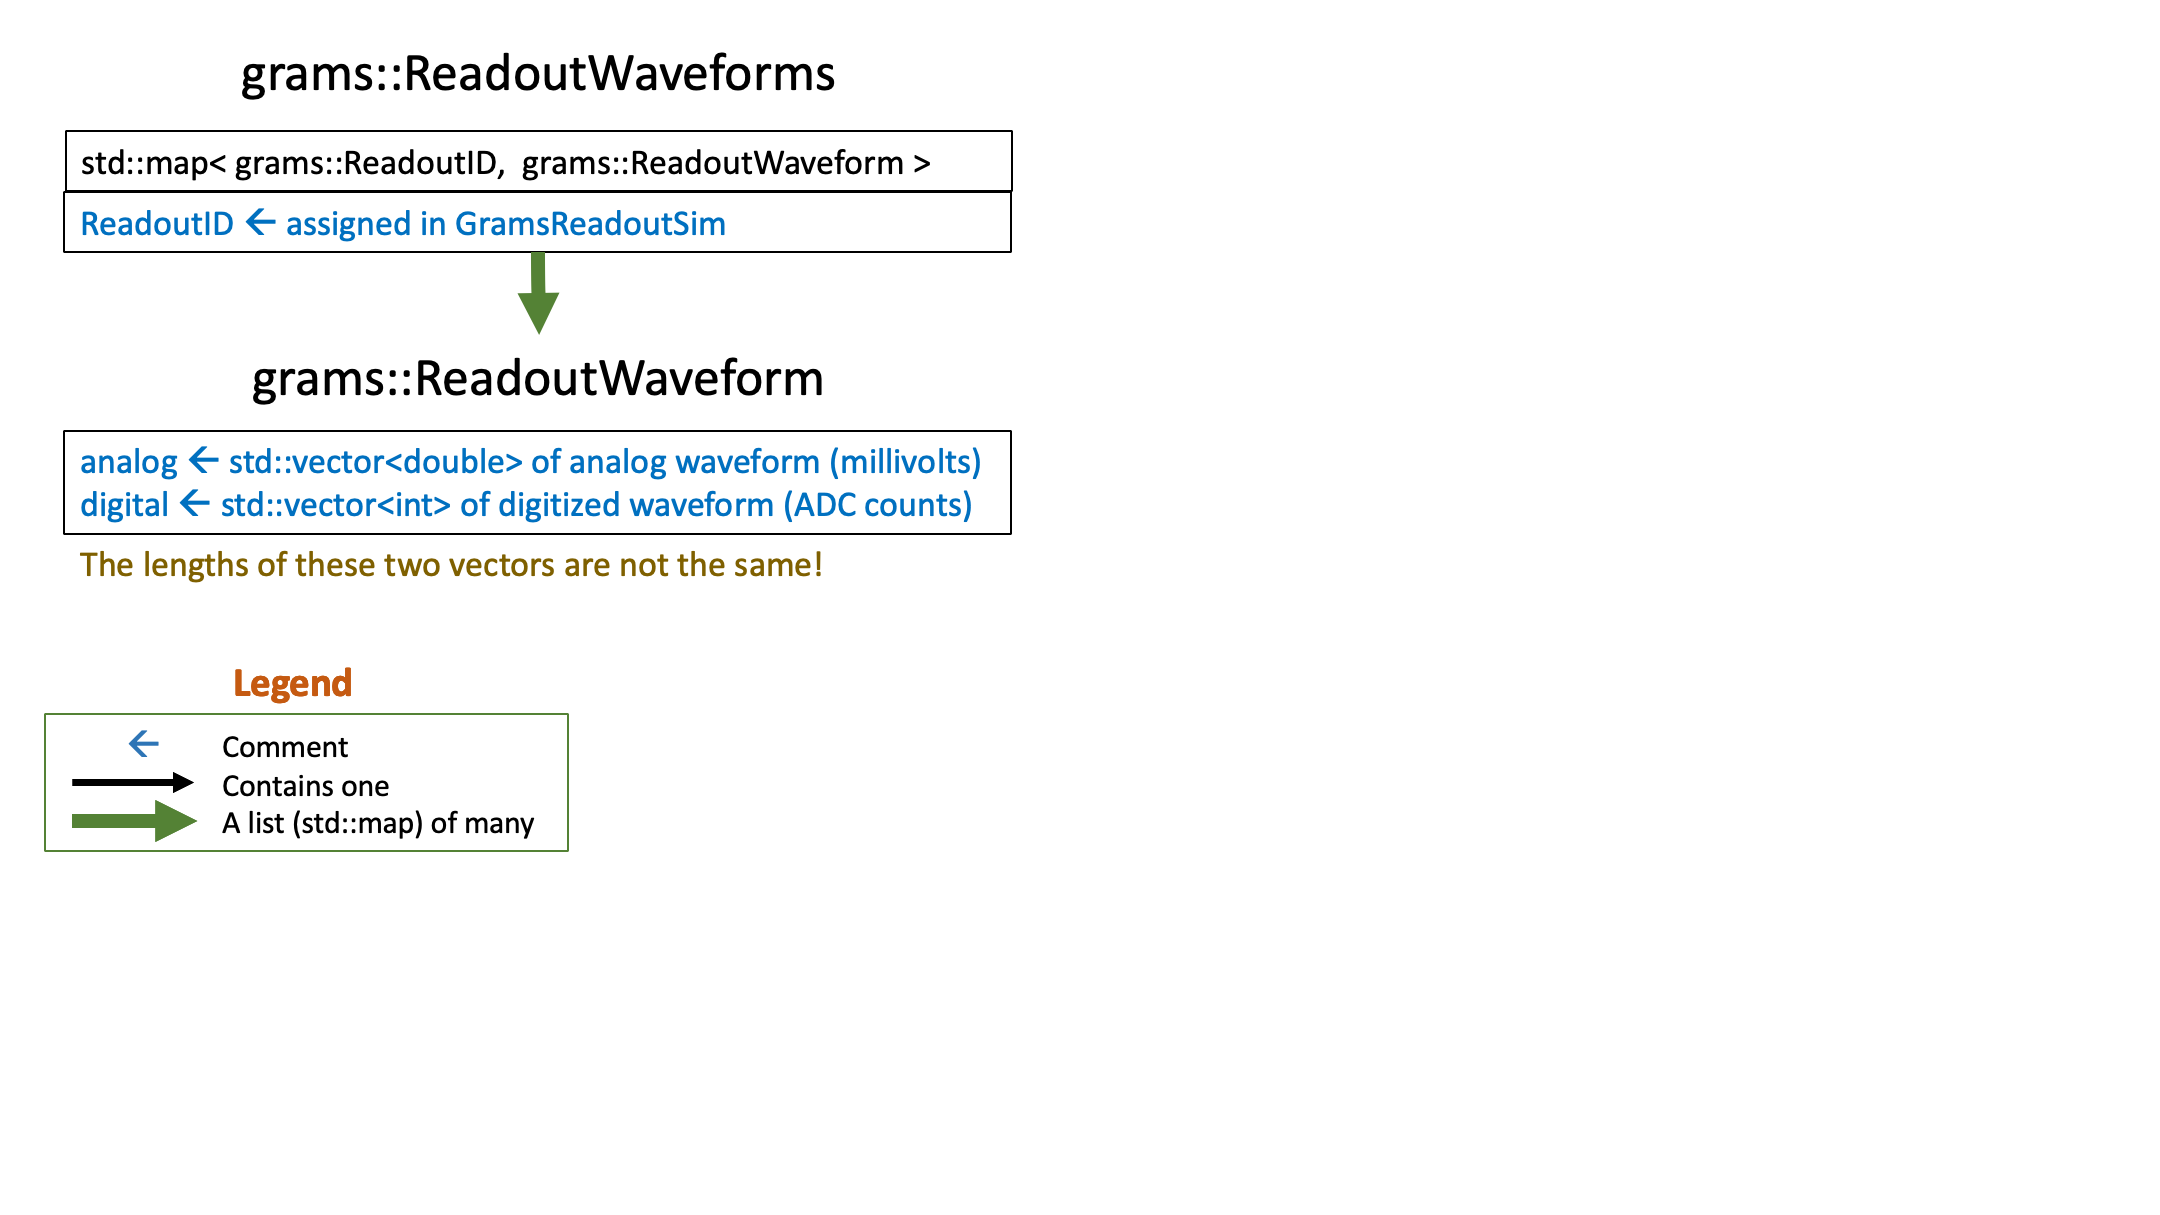 grams::ReadoutWaveforms
std::map< grams::ReadoutID,  grams::ReadoutWaveform >
ReadoutID ← assigned in GramsReadoutSim
grams::ReadoutWaveform
analog ← std::vector<double> of analog waveform (millivolts)
digital ← std::vector<int> of digitized waveform (ADC counts)
The lengths of these two vectors are not the same!
Legend
← Comment
Contains one
A list (std::map) of many